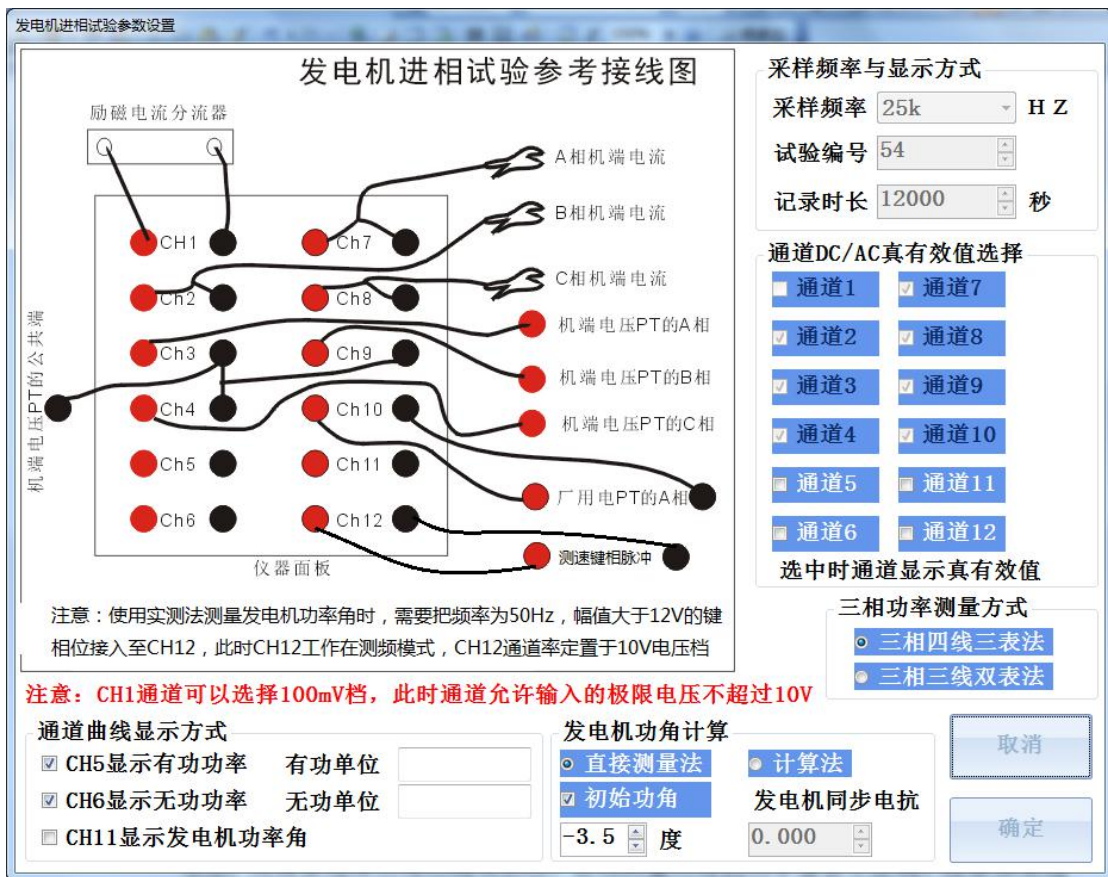 发电机进相试验参数设置
发电机进相试验参考接线图
励磁电流分流器
A相机端电流
B相机端电流
C相机端电流
机端电压PT的A相
机端电压PT的B相
机端电压PT的C相
厂用电PT的A相
测速键相脉冲
机端电压PT的公共端
CH1
Ch7
Ch2
Ch8
Ch3
Ch9
Ch4
Ch10
Ch5
Ch11
Ch6
Ch12
仪器面板
注意：使用实测法测量发电机功率角时，需要把频率为50Hz，幅值大于12V的键
相位接入至CH12，此时CH12工作在测频模式，CH12通道率定置于10V电压档
注意：CH1通道可以选择100mV档，此时通道允许输入的极限电压不超过10V
采样频率与显示方式
采样频率 25k HZ
试验编号 54
记录时长 12000 秒
通道DC/AC真有效值选择
通道1 通道7
通道2 通道8
通道3 通道9
通道4 通道10
通道5 通道11
通道6 通道12
选中时通道显示真有效值
三相功率测量方式
三相四线三表法
三相三线双表法
通道曲线显示方式
CH5显示有功功率 有功单位
CH6显示无功功率 无功单位
CH11显示发电机功率角
发电机功角计算
直接测量法 计算法
初始功角 发电机同步电抗
-3.5 度 0.000
取消
确定